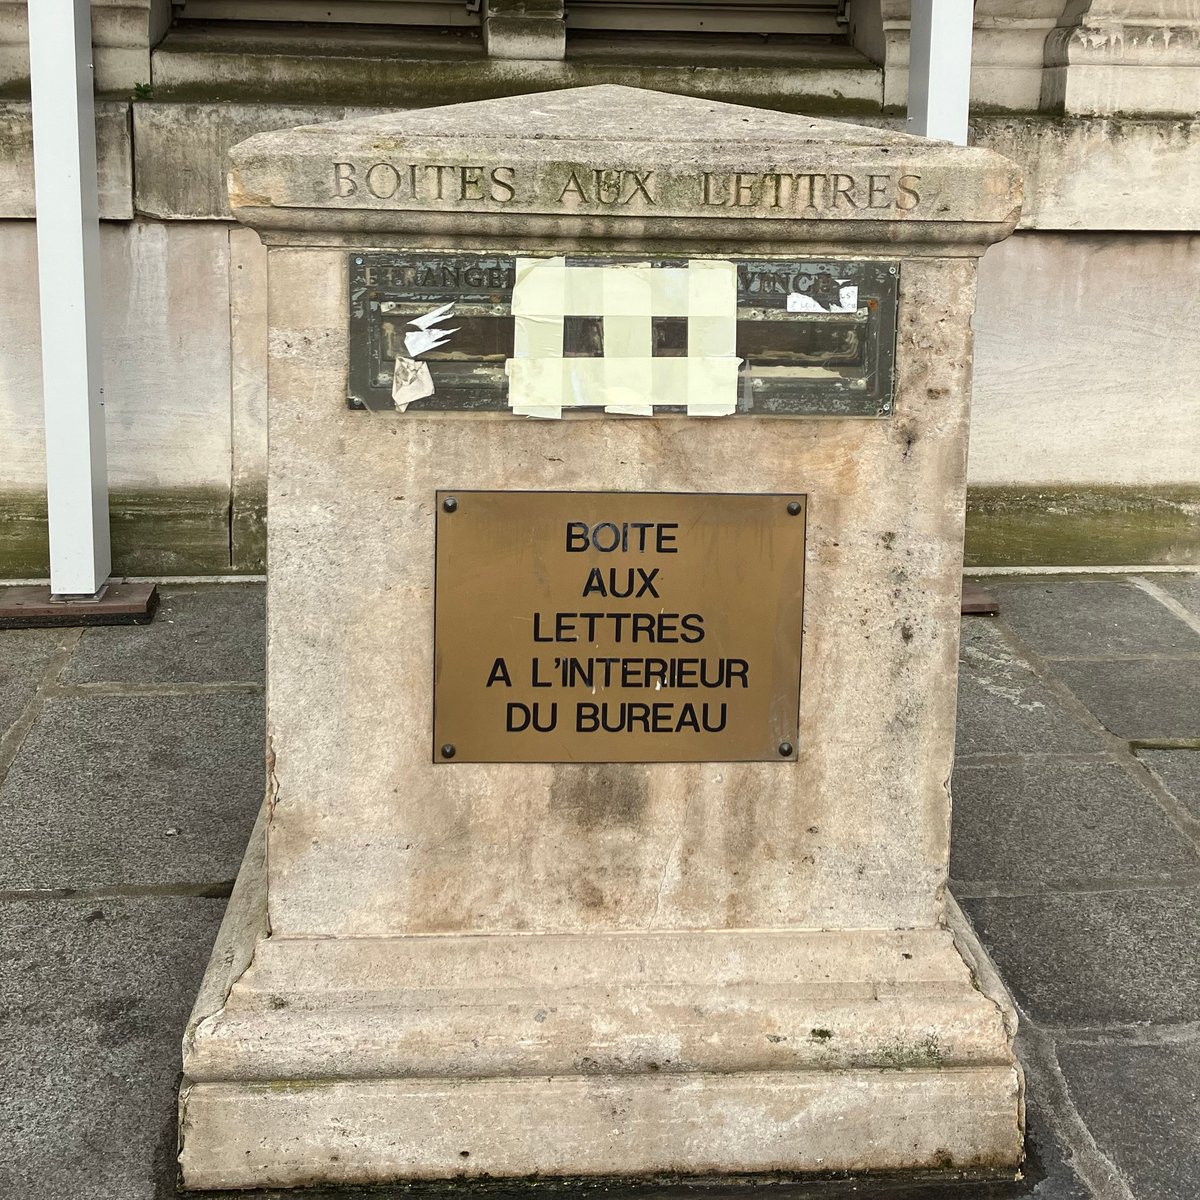 BOITES AUX LETTRES
BOITE
AUX
LETTRES
A L'INTERIEUR
DU BUREAU